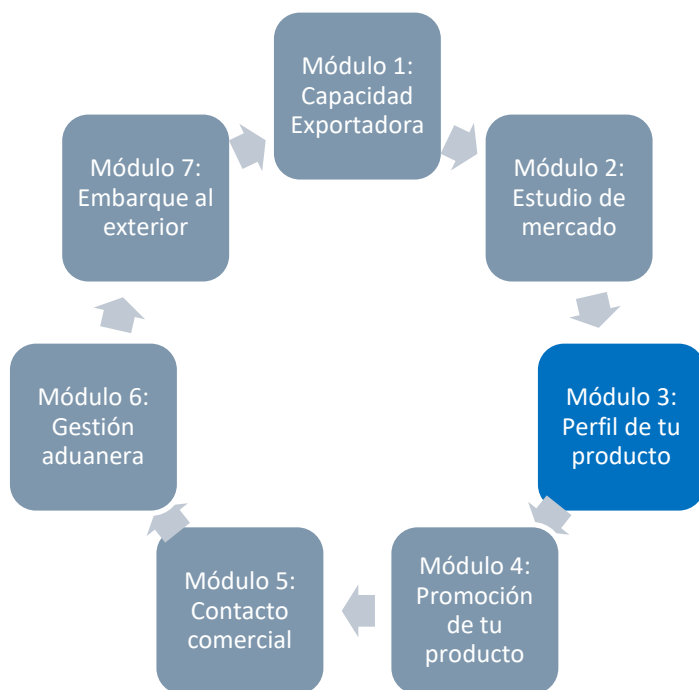 Módulo 1:
Capacidad
Exportadora
Módulo 2:
Estudio de
mercado
Módulo 3:
Perfil de tu
producto
Módulo 4:
Promoción
de tu
producto
Módulo 5:
Contacto
comercial
Módulo 6:
Gestión
aduanera
Módulo 7:
Embarque al
exterior